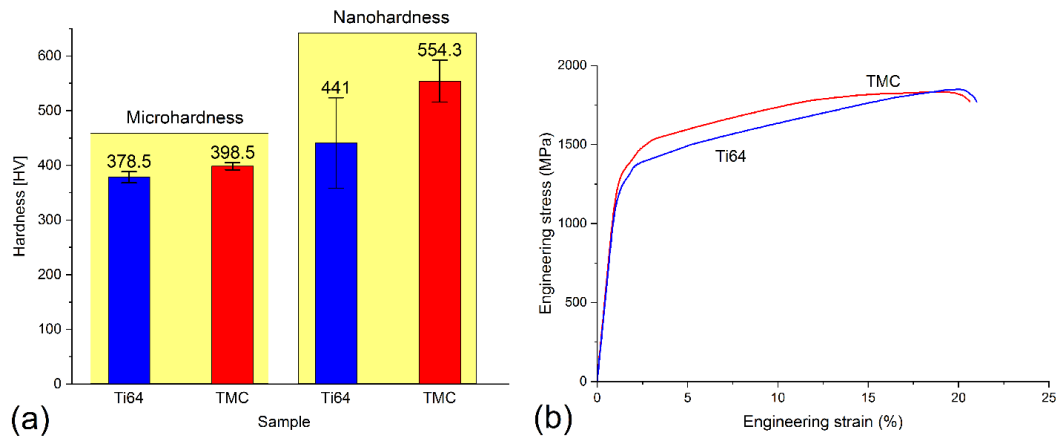 Nanohardness
554.3
441
Microhardness
378.5
398.5
600
500
400
300
200
100
0
Hardness [HV]
Ti64
TMC
Ti64
TMC
Sample
(a)
2000
1500
1000
500
0
Engineering stress (MPa)
TMC
Ti64
0
5
10
15
20
25
Engineering strain (%)
(b)